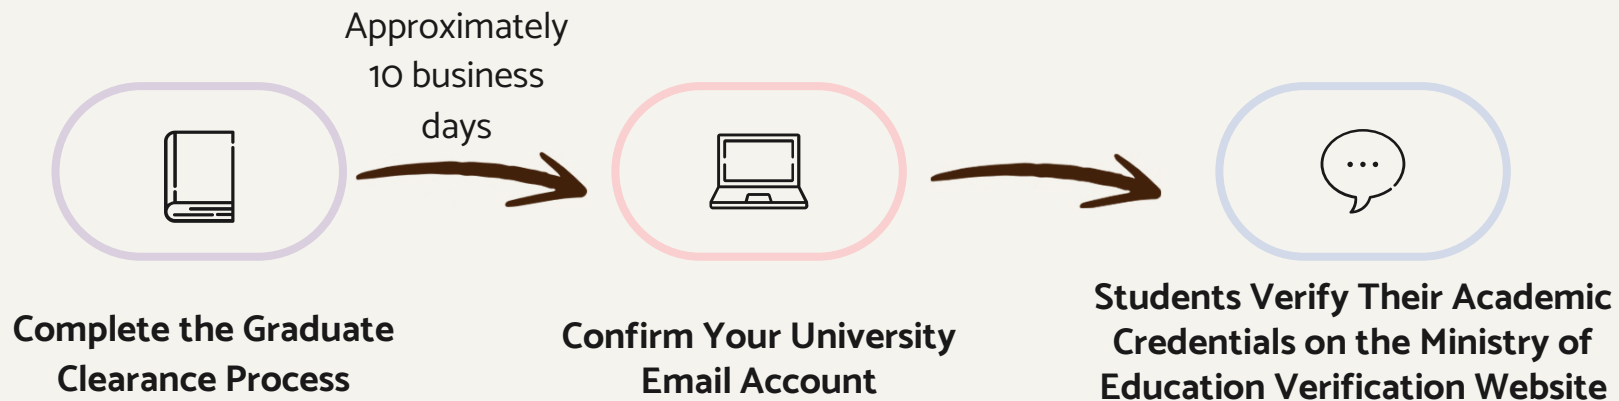 Approximately
10 business
days
Complete the Graduate
Clearance Process
Confirm Your University
Email Account
Students Verify Their Academic
Credentials on the Ministry of
Education Verification Website